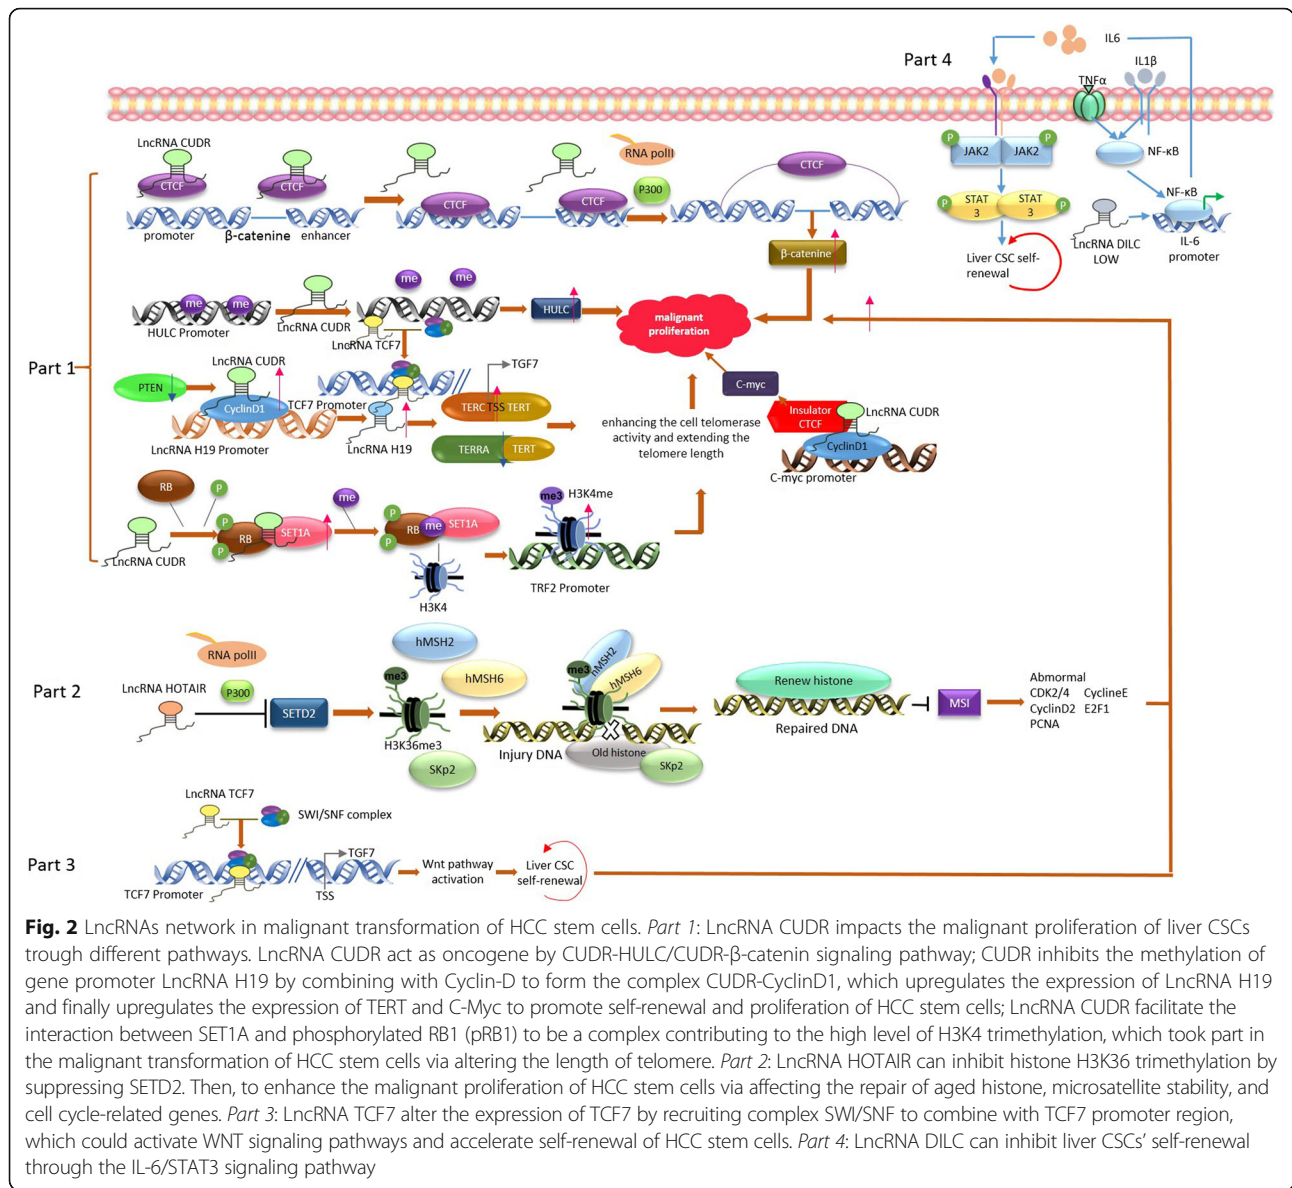 Part 4
IL6
IL1β
TNFα
LncRNA CUDR
RNA polII
P
P
JAK2
JAK2
NF-κB
CTCF
CTCF
CTCF
CTCF
P300
CTCF
P
STAT
3
STAT
3
P
NF-κB
promoter
β-catenine
enhancer
β-catenine
LncRNA DILC
LOW
IL-6
promoter
Liver CSC self-
renewal
me
me
me
me
HULC Promoter
LncRNA CUDR
HULC
malignant
proliferation
LncRNA TCF7
Part 1
LncRNA CUDR
TGF7
PTEN
CyclinD1
TCF7 Promoter
TERC
TSS
TERT
C-myc
Insulator
CTCF
LncRNA CUDR
LncRNA H19 Promoter
LncRNA H19
TERRA
TERT
enhancing the cell telomerase
activity and extending the
telomere length
CyclinD1
C-myc promoter
RB
P
me
me3
H3K4me
P
RB
SET1A
P
P
RB
me
SET1A
P
LncRNA CUDR
H3K4
TRF2 Promoter
RNA polII
hMSH2
hMSH2
me3
me3
hMSH6
hMSH6
Part 2
LncRNA HOTAIR
P300
SETD2
Renew histone
MSI
Abnormal
CDK2/4 CyclineE
CyclinD2 E2F1
PCNA
H3K36me3
Injury DNA
Old histone
Repaired DNA
SKp2
SKp2
LncRNA TCF7
SWI/SNF complex
Part 3
TGF7
Wnt pathway
activation
Liver CSC
self-renewal
TCF7 Promoter
TSS
Fig. 2 LncRNAs network in malignant transformation of HCC stem cells. Part 1: LncRNA CUDR impacts the malignant proliferation of liver CSCs
trough different pathways. LncRNA CUDR act as oncogene by CUDR-HULC/CUDR-β-catenin signaling pathway; CUDR inhibits the methylation of
gene promoter LncRNA H19 by combining with Cyclin-D to form the complex CUDR-CyclinD1, which upregulates the expression of LncRNA H19
and finally upregulates the expression of TERT and C-Myc to promote self-renewal and proliferation of HCC stem cells; LncRNA CUDR facilitate the
interaction between SET1A and phosphorylated RB1 (pRB1) to be a complex contributing to the high level of H3K4 trimethylation, which took part in
the malignant transformation of HCC stem cells via altering the length of telomere. Part 2: LncRNA HOTAIR can inhibit histone H3K36 trimethylation by
suppressing SETD2. Then, to enhance the malignant proliferation of HCC stem cells via affecting the repair of aged histone, microsatellite stability, and
cell cycle-related genes. Part 3: LncRNA TCF7 alter the expression of TCF7 by recruiting complex SWI/SNF to combine with TCF7 promoter region,
which could activate WNT signaling pathways and accelerate self-renewal of HCC stem cells. Part 4: LncRNA DILC can inhibit liver CSCs' self-renewal
through the IL-6/STAT3 signaling pathway